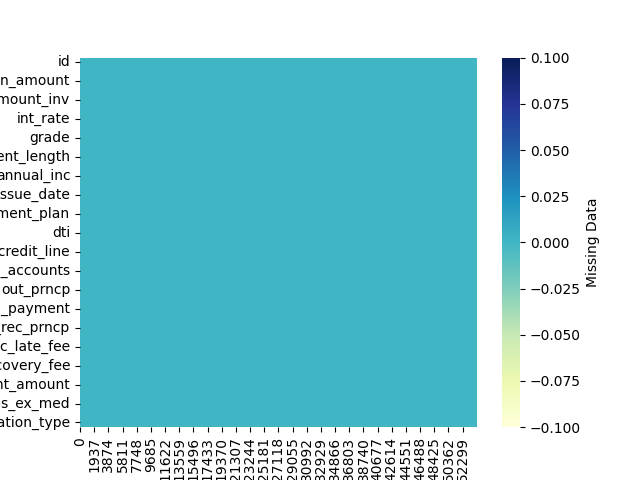 id
n_amount
mount_inv
int_rate
grade
ent_length
annual_inc
ssue_date
ment_plan
dti
credit_line
_accounts
out_prncp
_payment
_rec_prncp
c_late_fee
covery_fee
nt_amount
s_ex_med
ation_type
0
1937
3874
5811
7748
9685
11622
13559
15496
17433
19370
21307
23244
25181
27118
29055
30992
32929
34866
36803
38740
40677
42614
44551
46488
48425
50362
52299
0.100
0.075
0.050
0.025
0.000
−0.025
−0.050
−0.075
−0.100
Missing Data